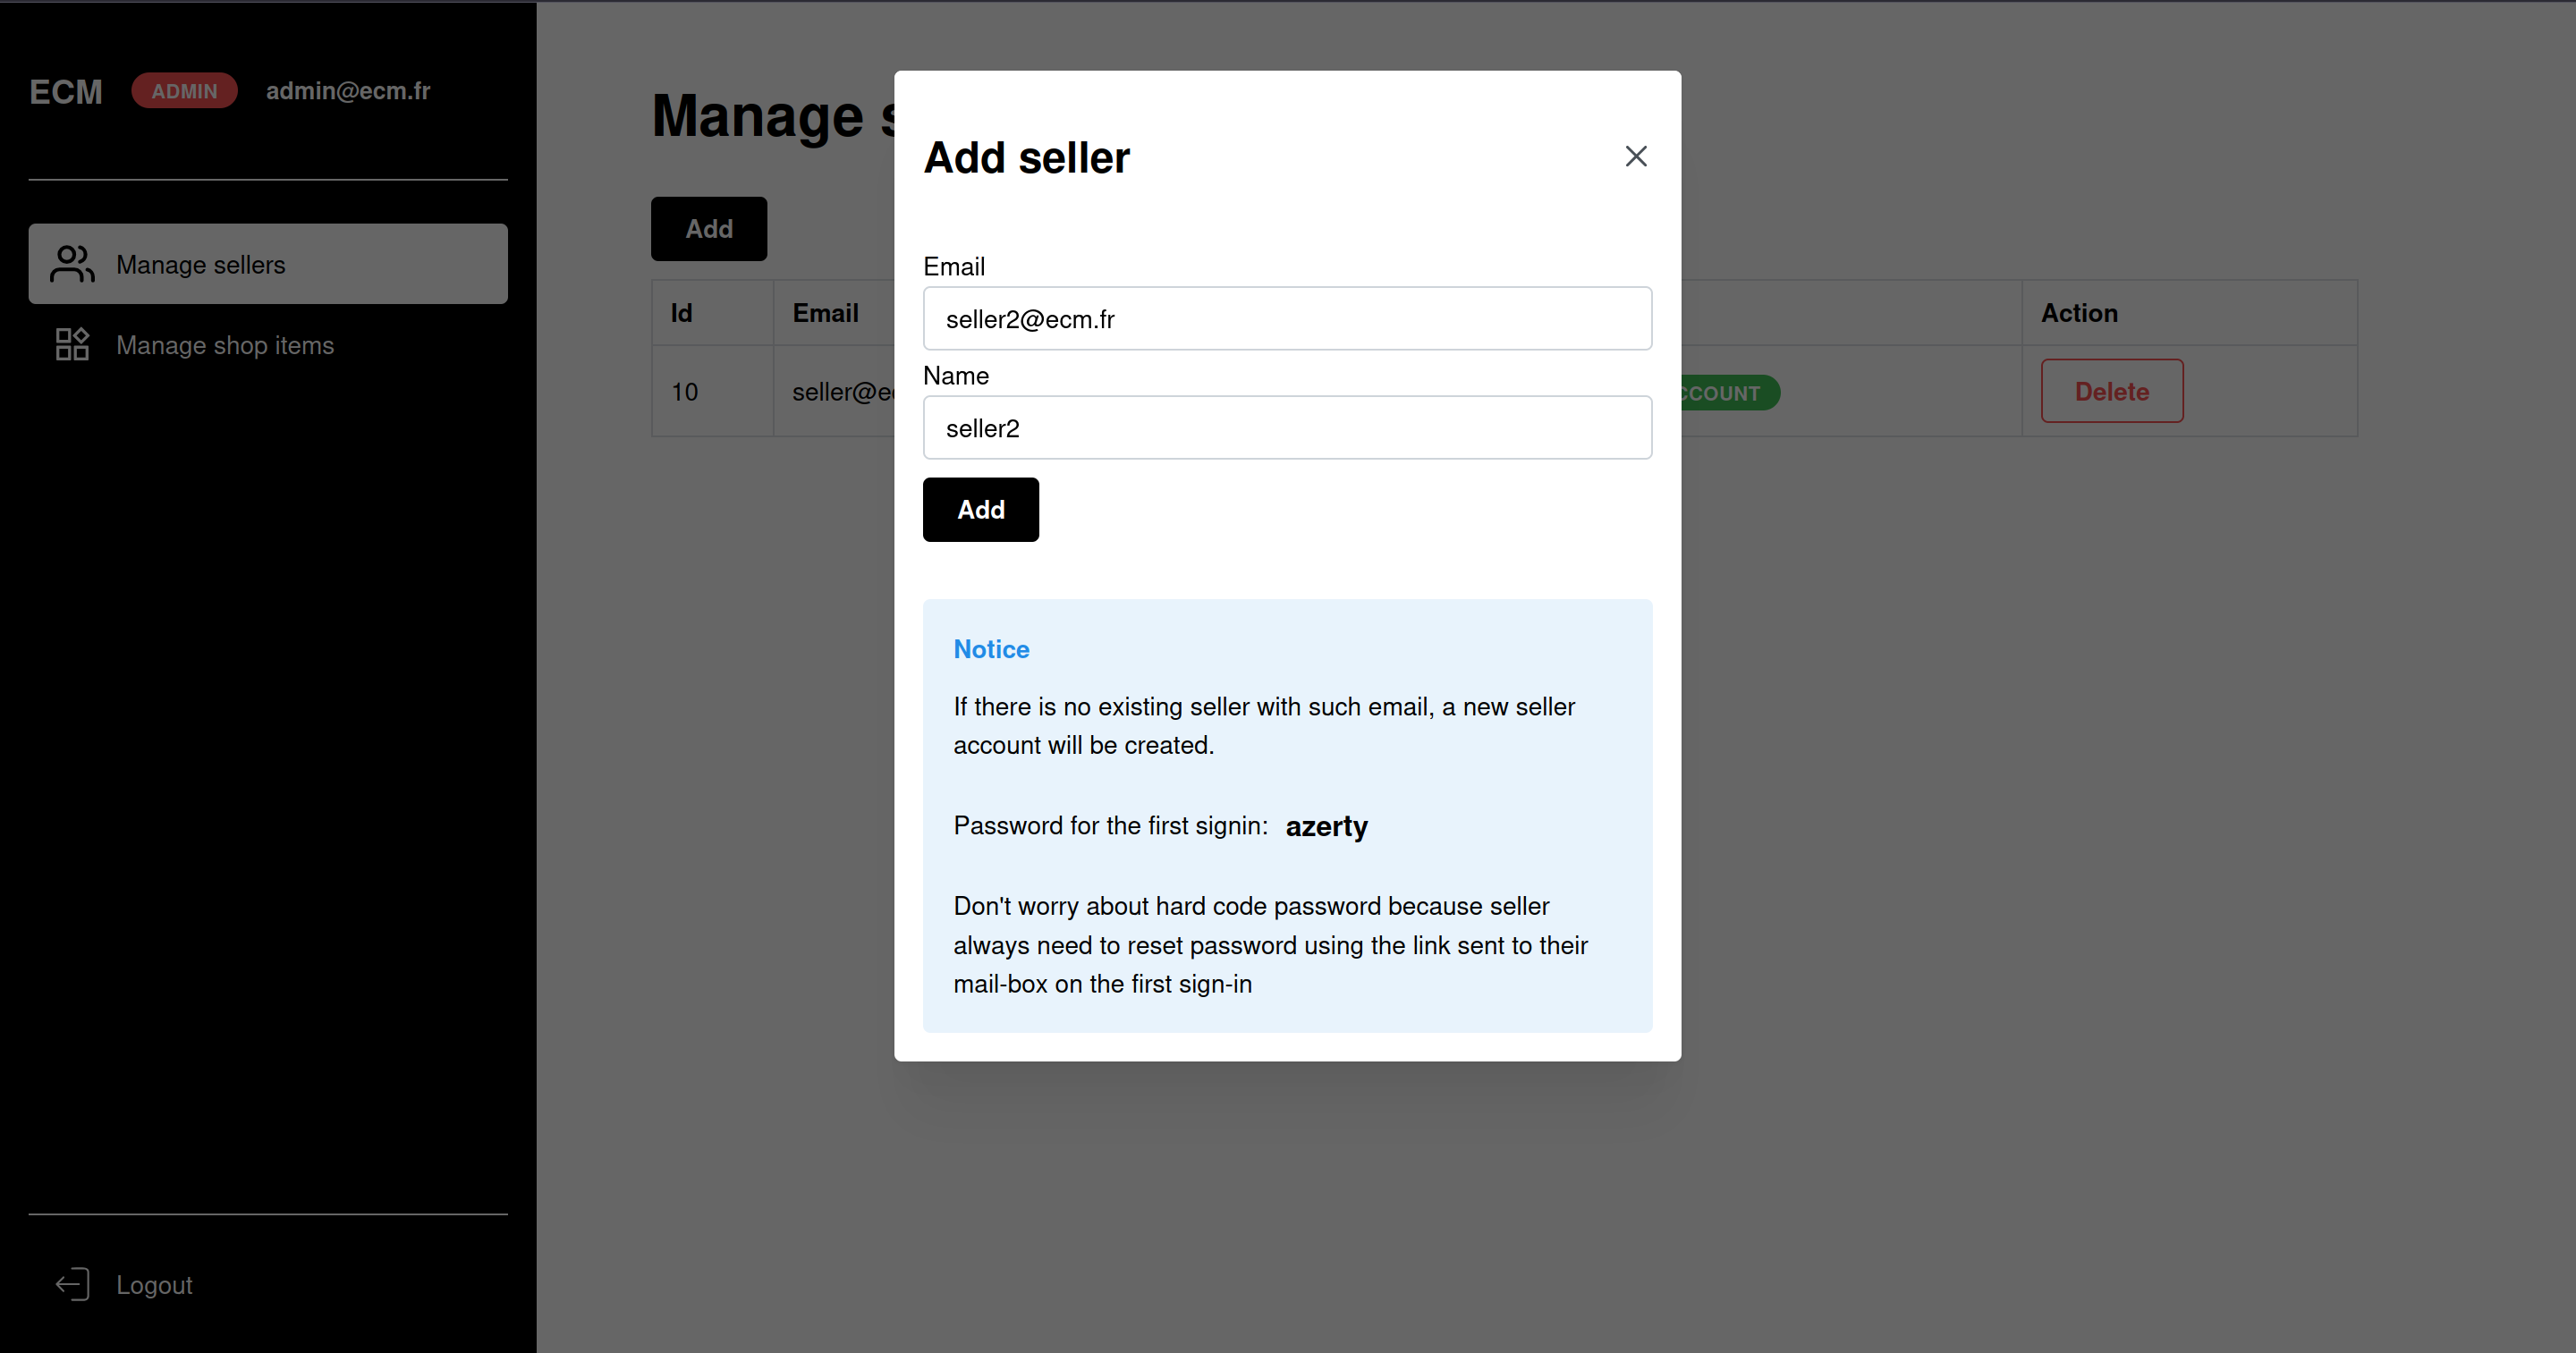 ECM ADMIN admin@ecm.fr
Manage sellers
Manage shop items
Logout
Manage
Add
Id Email Action
10 seller@e Delete
Add seller
Email
seller2@ecm.fr
Name
seller2
Add
Notice
If there is no existing seller with such email, a new seller
account will be created.
Password for the first signin: azerty
Don't worry about hard code password because seller
always need to reset password using the link sent to their
mail-box on the first sign-in